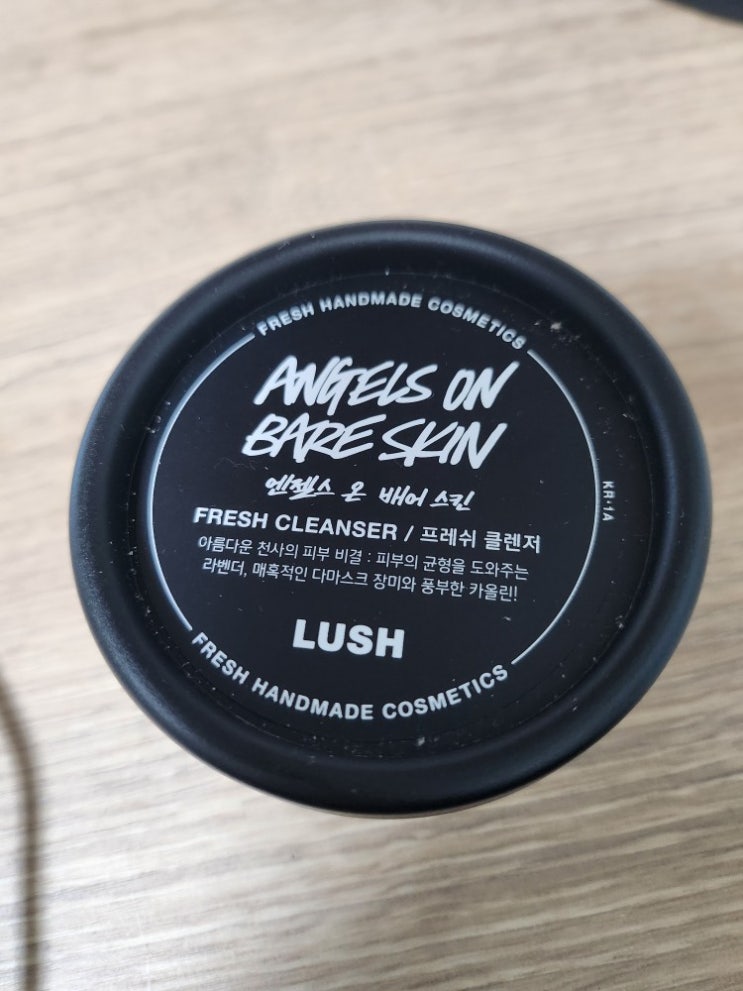 FRESH HANDMADE COSMETICS
ANGELS ON
BARE SKIN
엔젤스 온 배어 스킨
FRESH CLEANSER / 프레쉬 클렌저
아름다운 천사의 피부 비결 : 피부의 균형을 도와주는
라벤더, 매혹적인 다마스크 장미와 풍부한 카올린!
LUSH
FRESH HANDMADE COSMETICS
KR·1A